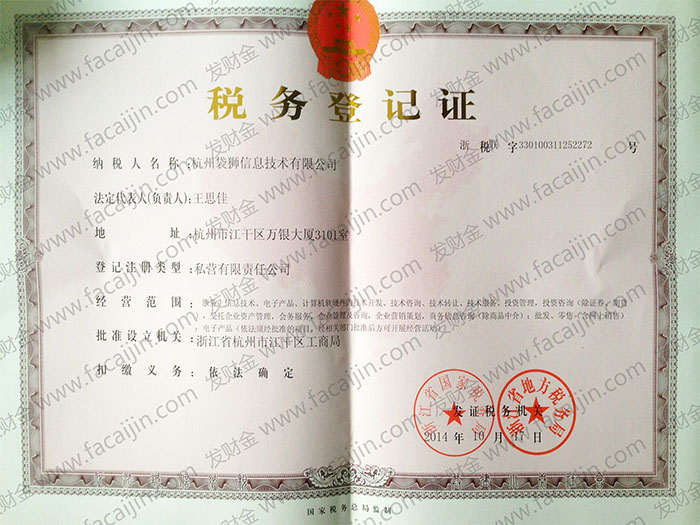 税务登记证
浙 税联 字330100311252272 号
纳税人名称:杭州袋狮信息技术有限公司
法定代表人(负责人):王思佳
地 址:杭州市江干区万银大厦3101室
登记注册类型:私营有限责任公司
经营范围:服务:信息技术、电子产品、计算机软硬件的技术开发、技术咨询、技术转让、技术服务,投资管理,投资咨询(除证券、期货),受托企业资产管理,会务服务,企业管理及咨询,企业营销策划,商务信息咨询(除商品中介);批发、零售(含网上销售):电子产品(依法须经批准的项目,经相关部门批准后方可开展经营活动)
批准设立机关:浙江省杭州市江干区工商局
扣缴义务:依法确定
浙江省国家税务局
浙江省地方税务局
发证税务机关
2014 年 10 月 17 日
国家税务总局监制
发财金 www.facaijin.com